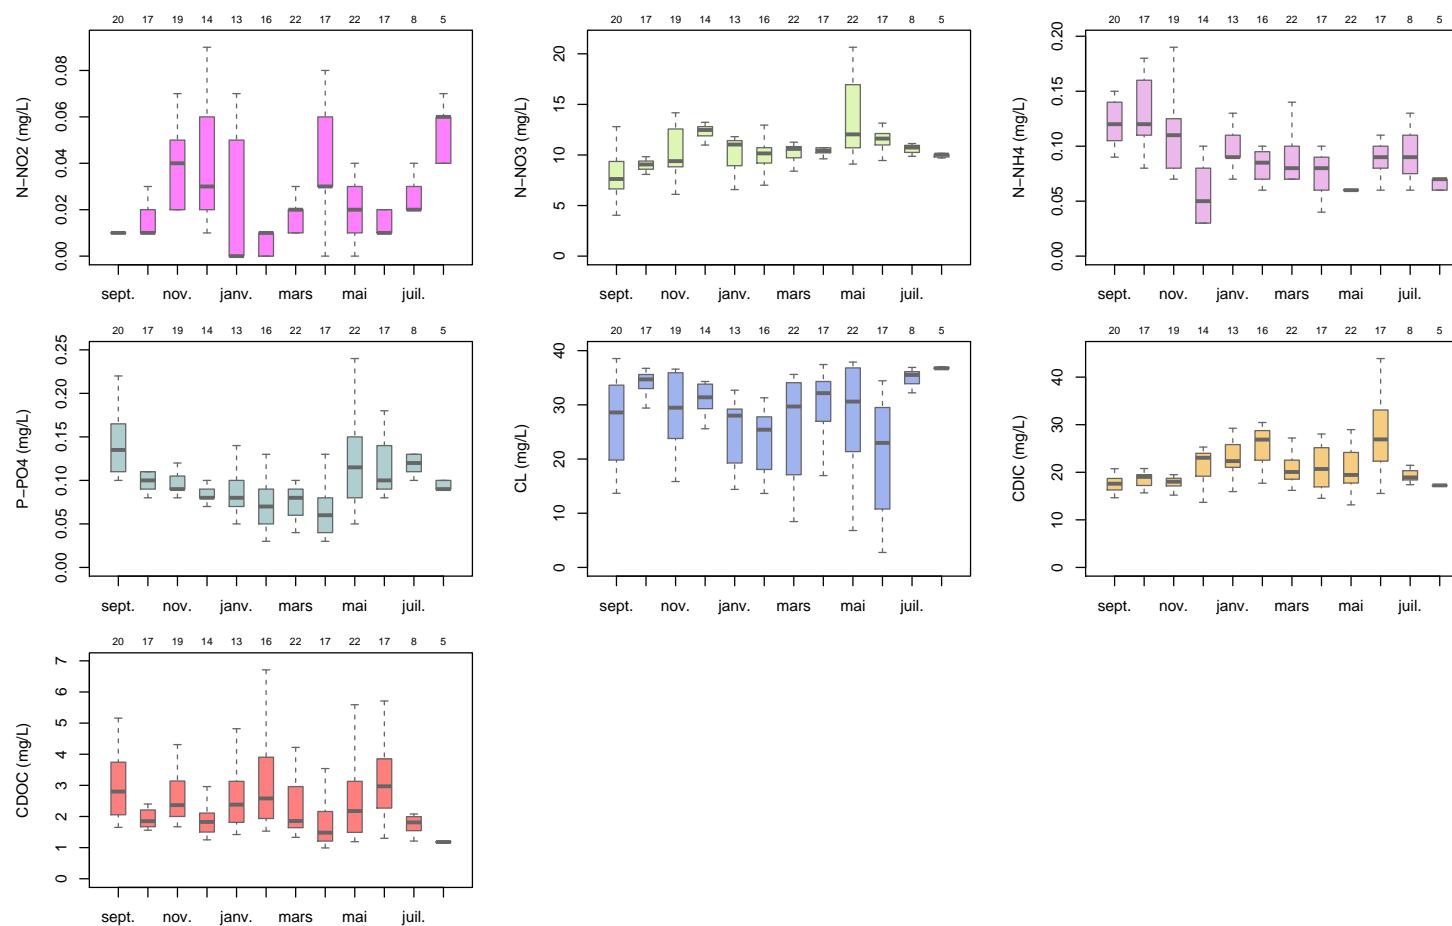 20 17 19 14 13 16 22 17 22 17 8 5
N−NO2 (mg/L)
0.00 0.02 0.04 0.06 0.08
sept. nov. janv. mars mai juil.
20 17 19 14 13 16 22 17 22 17 8 5
N−NO3 (mg/L)
0 5 10 15 20
sept. nov. janv. mars mai juil.
20 17 19 14 13 16 22 17 22 17 8 5
N−NH4 (mg/L)
0.00 0.05 0.10 0.15 0.20
sept. nov. janv. mars mai juil.
20 17 19 14 13 16 22 17 22 17 8 5
P−PO4 (mg/L)
0.00 0.05 0.10 0.15 0.20 0.25
sept. nov. janv. mars mai juil.
20 17 19 14 13 16 22 17 22 17 8 5
CL (mg/L)
0 10 20 30 40
sept. nov. janv. mars mai juil.
20 17 19 14 13 16 22 17 22 17 8 5
CDIC (mg/L)
0 10 20 30 40
sept. nov. janv. mars mai juil.
20 17 19 14 13 16 22 17 22 17 8 5
CDOC (mg/L)
0 1 2 3 4 5 6 7
sept. nov. janv. mars mai juil.